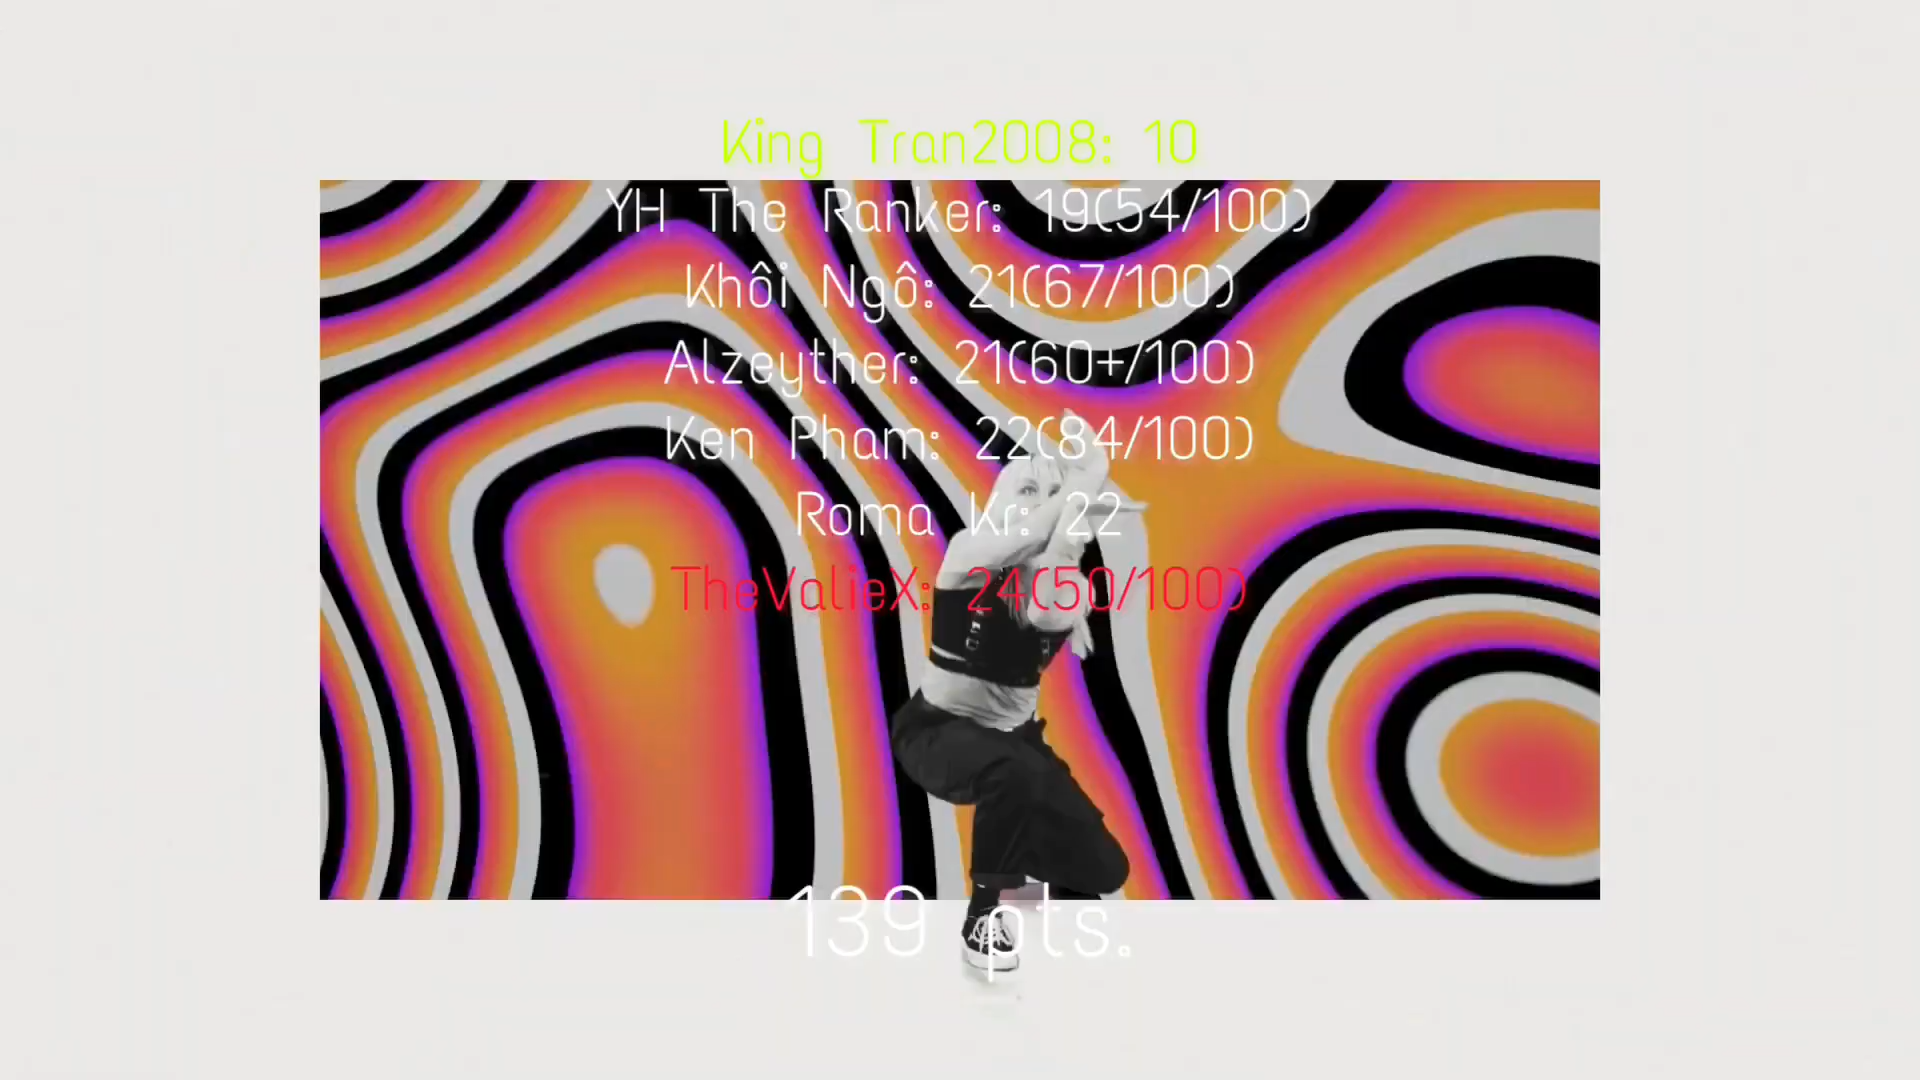 King Tran2008: 10
YH The Ranker: 19(54/100)
Khôi Ngô: 21(67/100)
Alzeyther: 21(60+/100)
Ken Pham: 22(84/100)
Roma Kr: 22
TheValieX: 24(50/100)
139 pts.